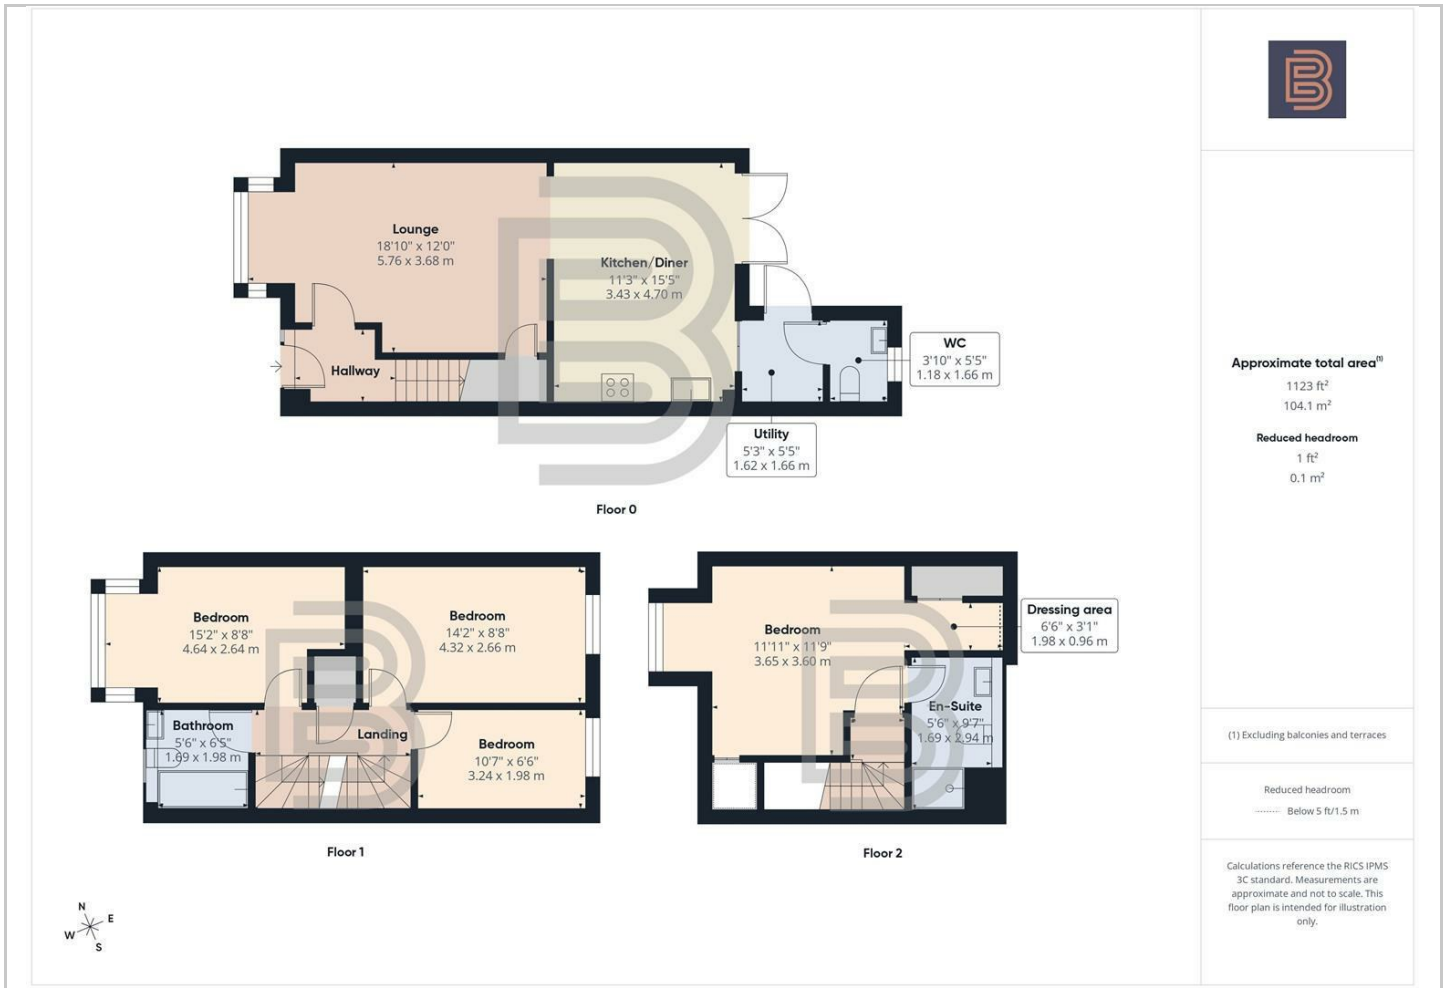 Lounge
18'10" x 12'0"
5.76 x 3.68 m
Kitchen/Diner
11'3" x 15'5"
3.43 x 4.70 m
Hallway
WC
3'10" x 5'5"
1.18 x 1.66 m
Utility
5'3" x 5'5"
1.62 x 1.66 m
Floor 0
Bedroom
15'2" x 8'8"
4.64 x 2.64 m
Bedroom
14'2" x 8'8"
4.32 x 2.66 m
Bathroom
5'6" x 6'5"
1.69 x 1.98 m
Landing
Bedroom
10'7" x 6'6"
3.24 x 1.98 m
Floor 1
Bedroom
11'11" x 11'9"
3.65 x 3.60 m
Dressing area
6'6" x 3'1"
1.98 x 0.96 m
En-Suite
5'6" x 9'7"
1.69 x 2.94 m
Floor 2
N
E
W
S
B
Approximate total area(1)
1123 ft²
104.1 m²
Reduced headroom
1 ft²
0.1 m²
(1) Excluding balconies and terraces
Reduced headroom
Below 5 ft/1.5 m
Calculations reference the RICS IPMS
3C standard. Measurements are
approximate and not to scale. This
floor plan is intended for illustration
only.